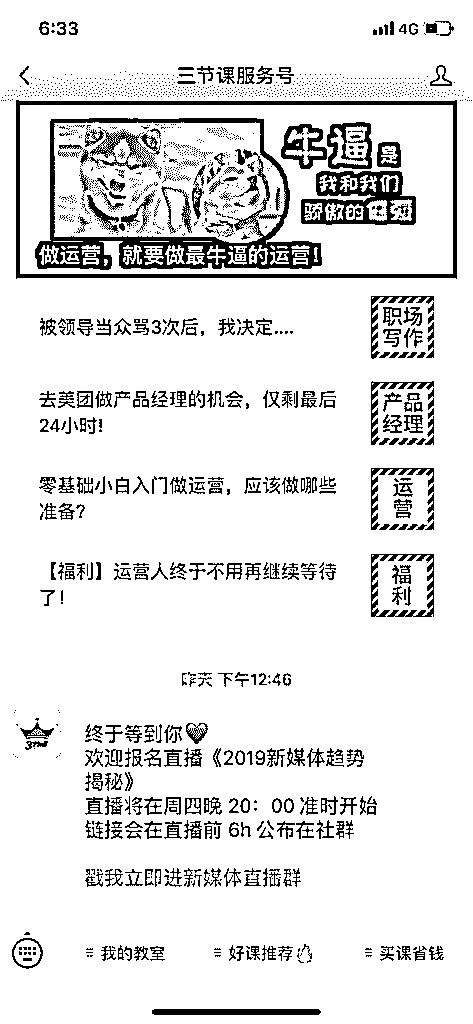 6:33
4G
三节课服务号
牛逼是
我和我们
骄傲的
做运营，就要做最牛逼的运营！
被领导当众骂3次后，我决定....
职场
写作
去美团做产品经理的机会，仅剩最后
24小时!
产品
经理
零基础小白入门做运营，应该做哪些
准备?
运
营
【福利】运营人终于不用再继续等待
了！
福
利
昨天 下午12:46
终于等到你
欢迎报名直播《2019新媒体趋势
揭秘》
直播将在周四晚 20：00 准时开始
链接会在直播前 6h 公布在社群
戳我立即进新媒体直播群
我的教室
好课推荐
买课省钱